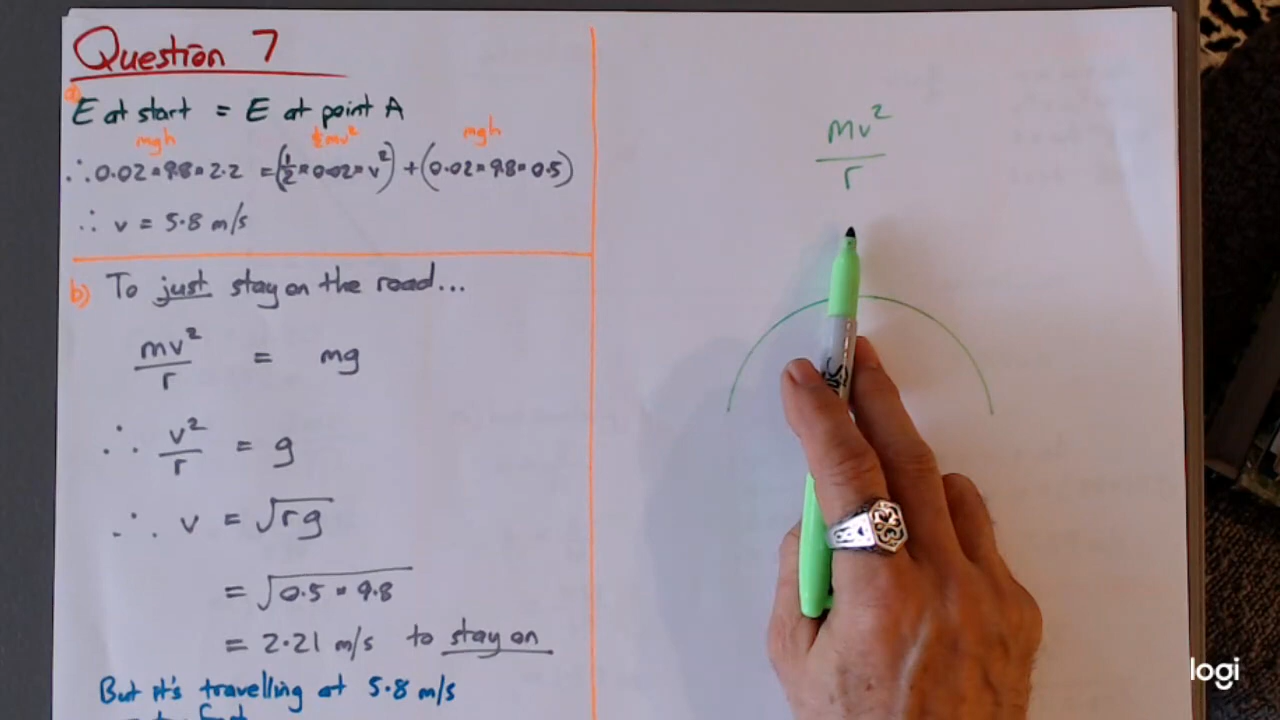 Question 7
a)
E at start = E at point A
mgh ½mv² mgh
∴ 0.02 × 9.8 × 2.2 = (½ × 0.02 × v²) + (0.02 × 9.8 × 0.5)
∴ v = 5.8 m/s
b) To just stay on the road...
mv²/r = mg
∴ v²/r = g
∴ v = √rg
= √0.5 × 9.8
= 2.21 m/s to stay on
But it's travelling at 5.8 m/s
mv²/r
logi